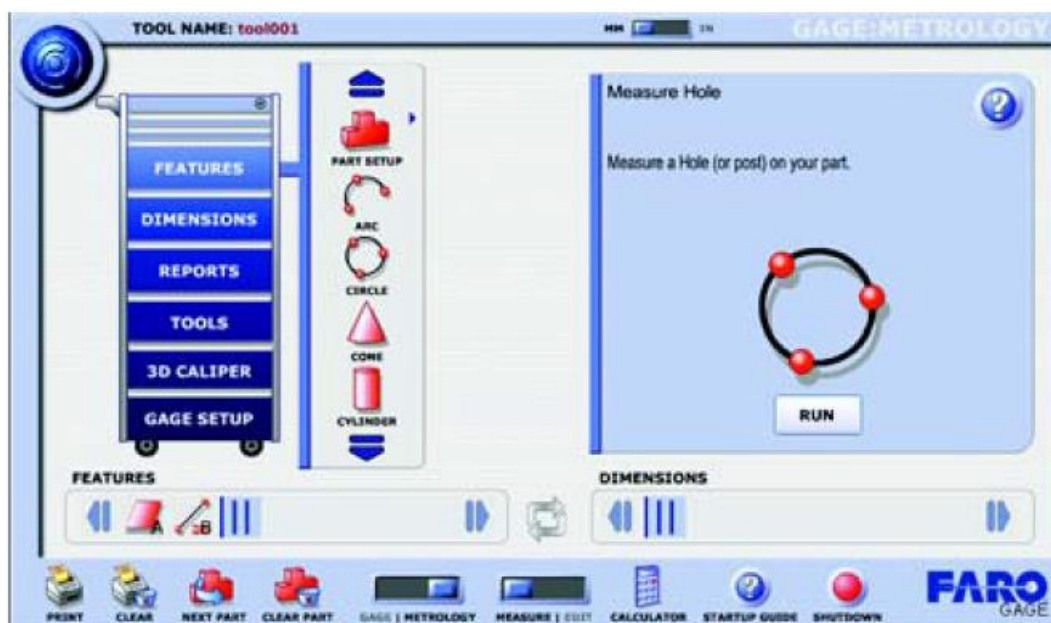 TOOL NAME: tool001
MM IN
GAGE:METROLOGY
FEATURES
DIMENSIONS
REPORTS
TOOLS
3D CALIPER
GAGE SETUP
PART SETUP
ARC
CIRCLE
CONE
CYLINDER
Measure Hole
?
Measure a Hole (or post) on your part.
RUN
FEATURES
A
B
DIMENSIONS
PRINT
CLEAR
NEXT PART
CLEAR PART
GAGE | METROLOGY
MEASURE | EDIT
CALCULATOR
?
STARTUP GUIDE
SHUTDOWN
FARO
GAGE